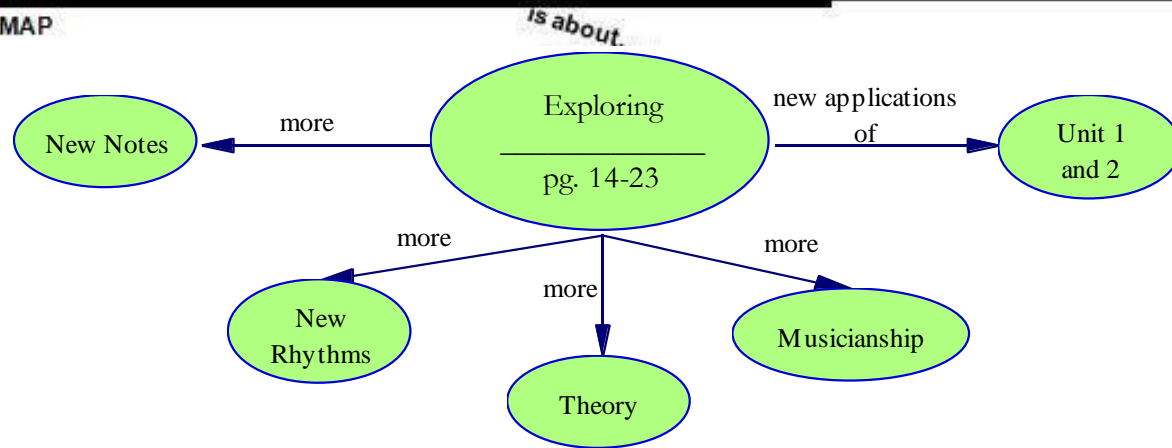 MAP
is about.
Exploring
_______________
pg. 14-23
new applications
of
Unit 1
and 2
more
New Notes
more
New
Rhythms
more
Theory
more
Musicianship